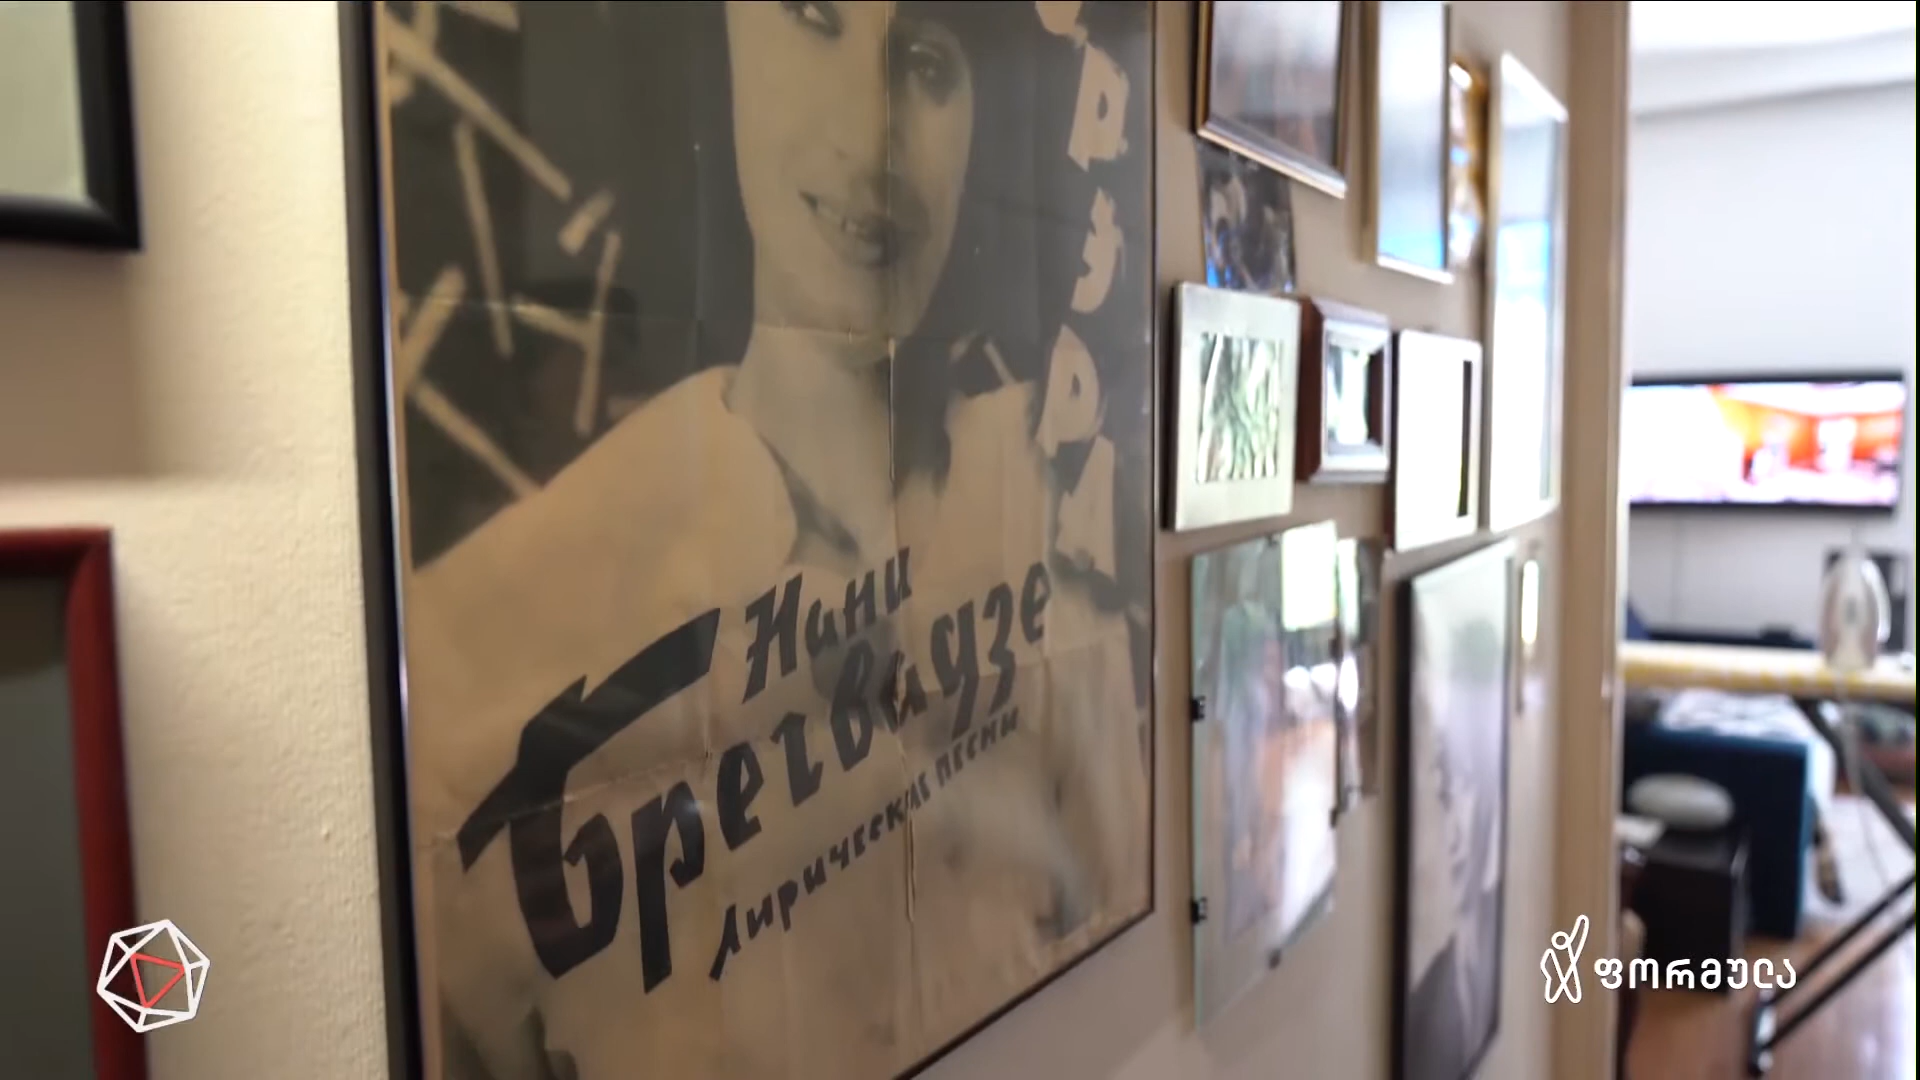 Нани
Брегвадзе
Лирические песни
ფორმულა